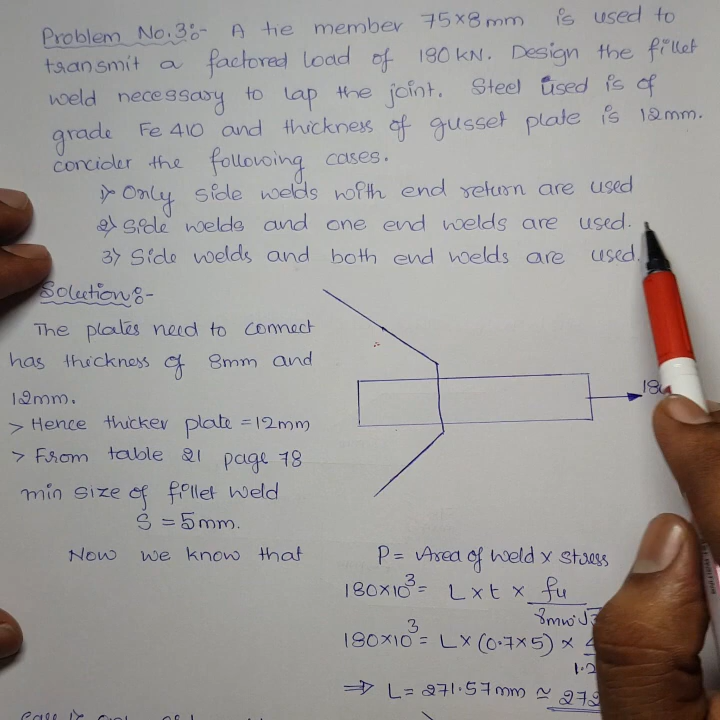 Problem No.3:- A tie member 75×8mm is used to
transmit a factored load of 180 kN. Design the fillet
weld necessary to lap the joint. Steel used is of
grade Fe 410 and thickness of gusset plate is 12mm.
concider the following cases.
1) Only side welds with end return are used
2) Side welds and one end welds are used.
3) Side welds and both end welds are used.
Solution:-
The plates need to connect
has thickness of 8mm and
12mm.
> Hence thicker plate = 12mm
> From table 21 page 78
min size of fillet weld
S = 5mm.
Now we know that
P = Area of weld × Stress
180×10³ = L × t × fu / γmw √3
180×10³ = L × (0.7×5) ×
⇒ L = 271.57mm ≈ 272